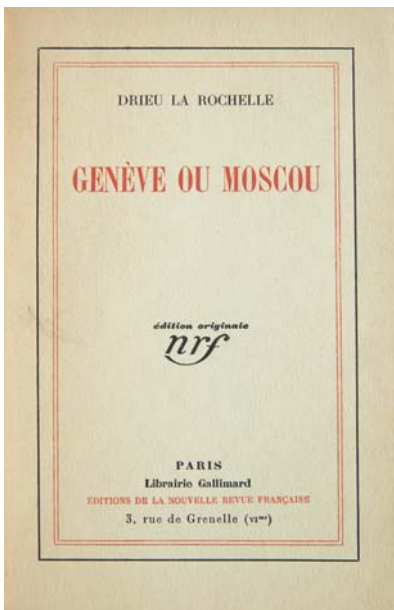 DRIEU LA ROCHELLE
GENÈVE OU MOSCOU
édition originale
nrf
PARIS
Librairie Gallimard
ÉDITIONS DE LA NOUVELLE REVUE FRANÇAISE
3, rue de Grenelle (VIme)